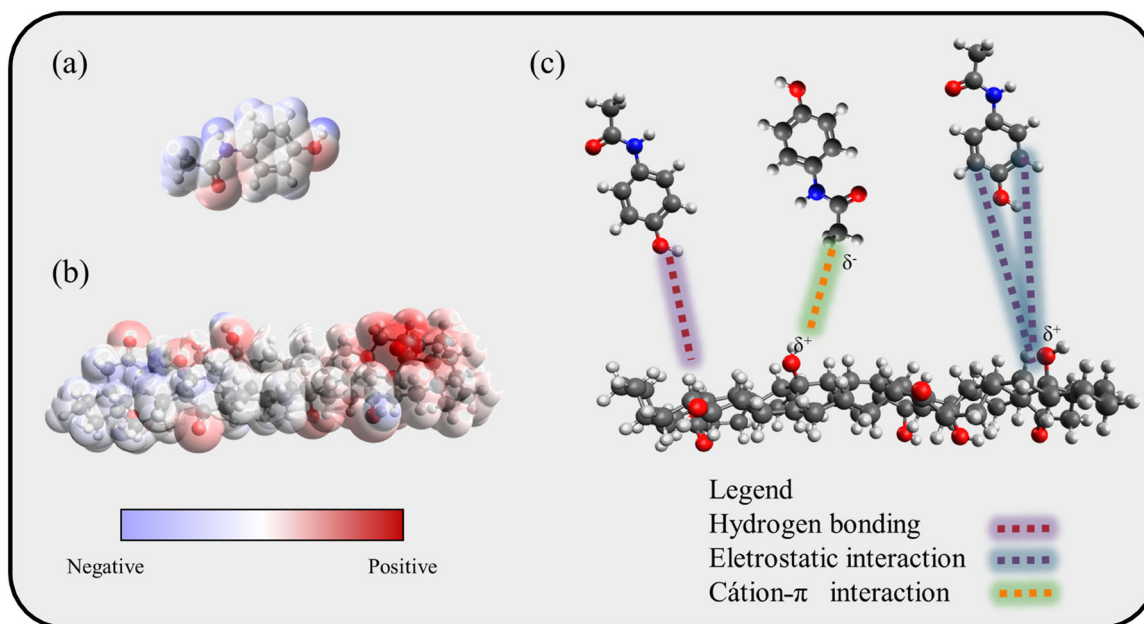 (a)
(b)
Negative
Positive
(c)
δ-
δ+
δ+
Legend
Hydrogen bonding
Eletrostatic interaction
Cátion-π interaction